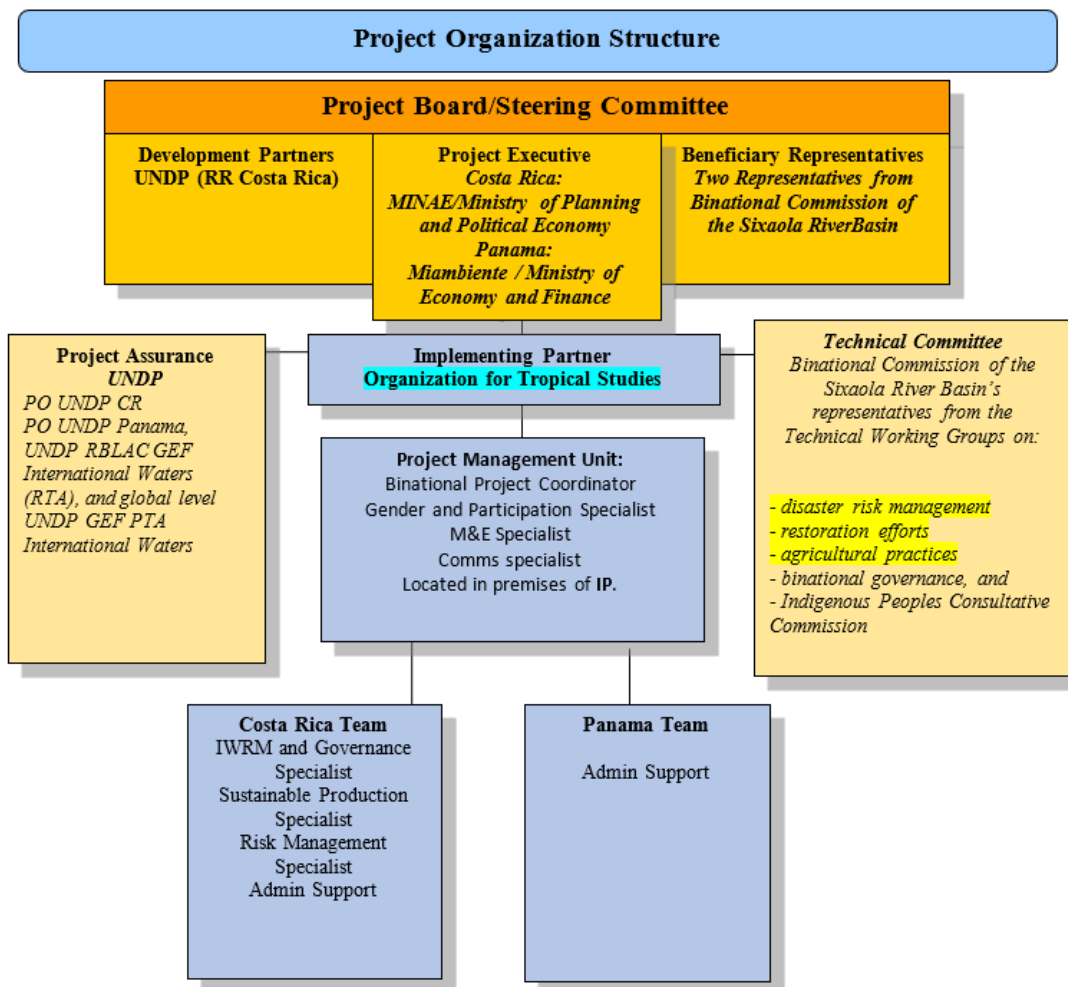 Project Organization Structure
Project Board/Steering Committee
Development Partners
UNDP (RR Costa Rica)
Project Executive
Costa Rica:
MINAE/Ministry of Planning
and Political Economy
Panama:
Miambiente / Ministry of
Economy and Finance
Beneficiary Representatives
Two Representatives from
Binational Commission of
the Sixaola RiverBasin
Project Assurance
UNDP
PO UNDP CR
PO UNDP Panama,
UNDP RBLAC GEF
International Waters
(RTA), and global level
UNDP GEF PTA
International Waters
Implementing Partner
Organization for Tropical Studies
Technical Committee
Binational Commission of the
Sixaola River Basin's
representatives from the
Technical Working Groups on:
- disaster risk management
- restoration efforts
- agricultural practices
- binational governance, and
- Indigenous Peoples Consultative
Commission
Project Management Unit:
Binational Project Coordinator
Gender and Participation Specialist
M&E Specialist
Comms specialist
Located in premises of IP.
Costa Rica Team
IWRM and Governance
Specialist
Sustainable Production
Specialist
Risk Management
Specialist
Admin Support
Panama Team
Admin Support